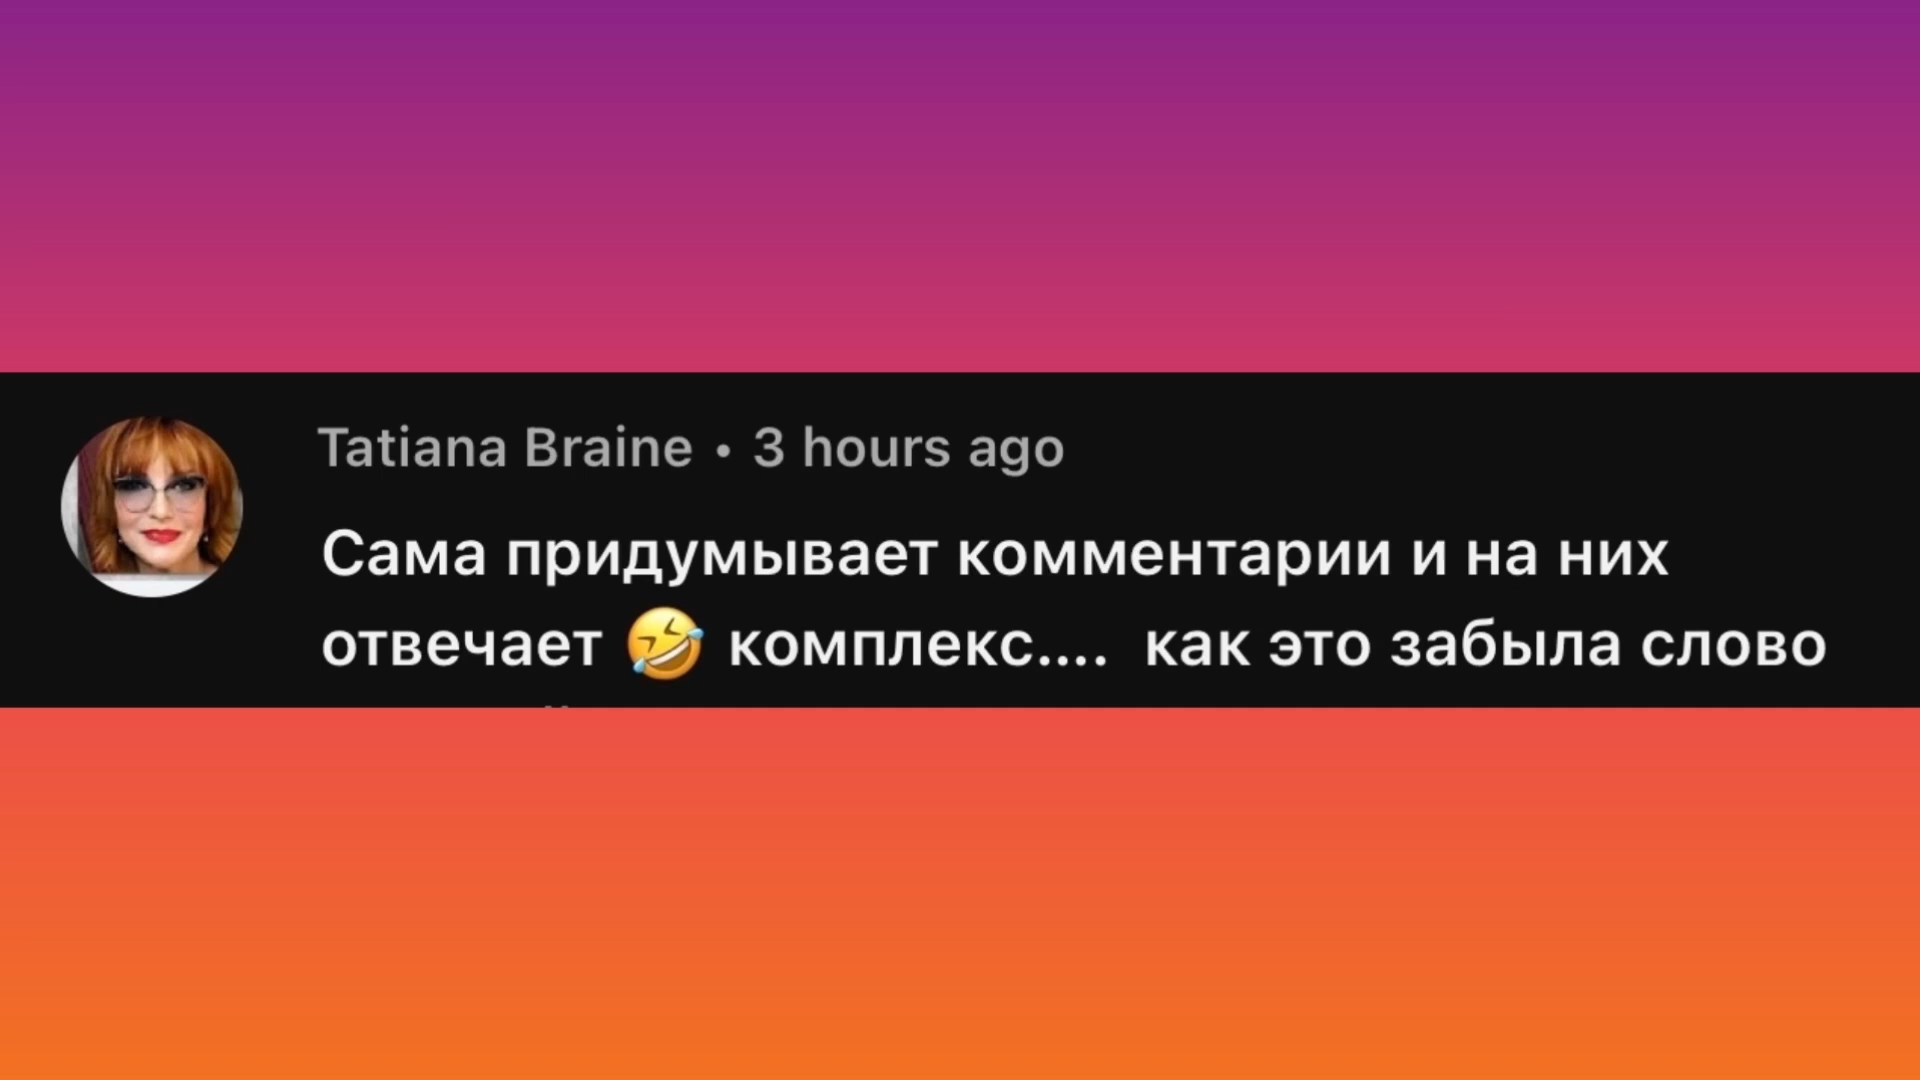 Tatiana Braine • 3 hours ago
Сама придумывает комментарии и на них
отвечает 🤣 комплекс.... как это забыла слово